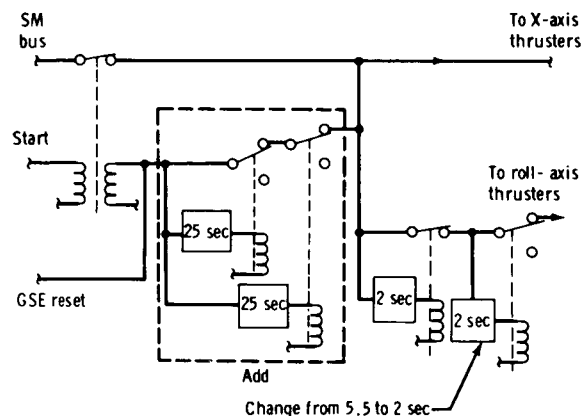 SM
bus
To X-axis
thrusters
Start
To roll-axis
thrusters
25 sec
GSE reset
25 sec
2 sec
2 sec
Add
Change from 5.5 to 2 sec